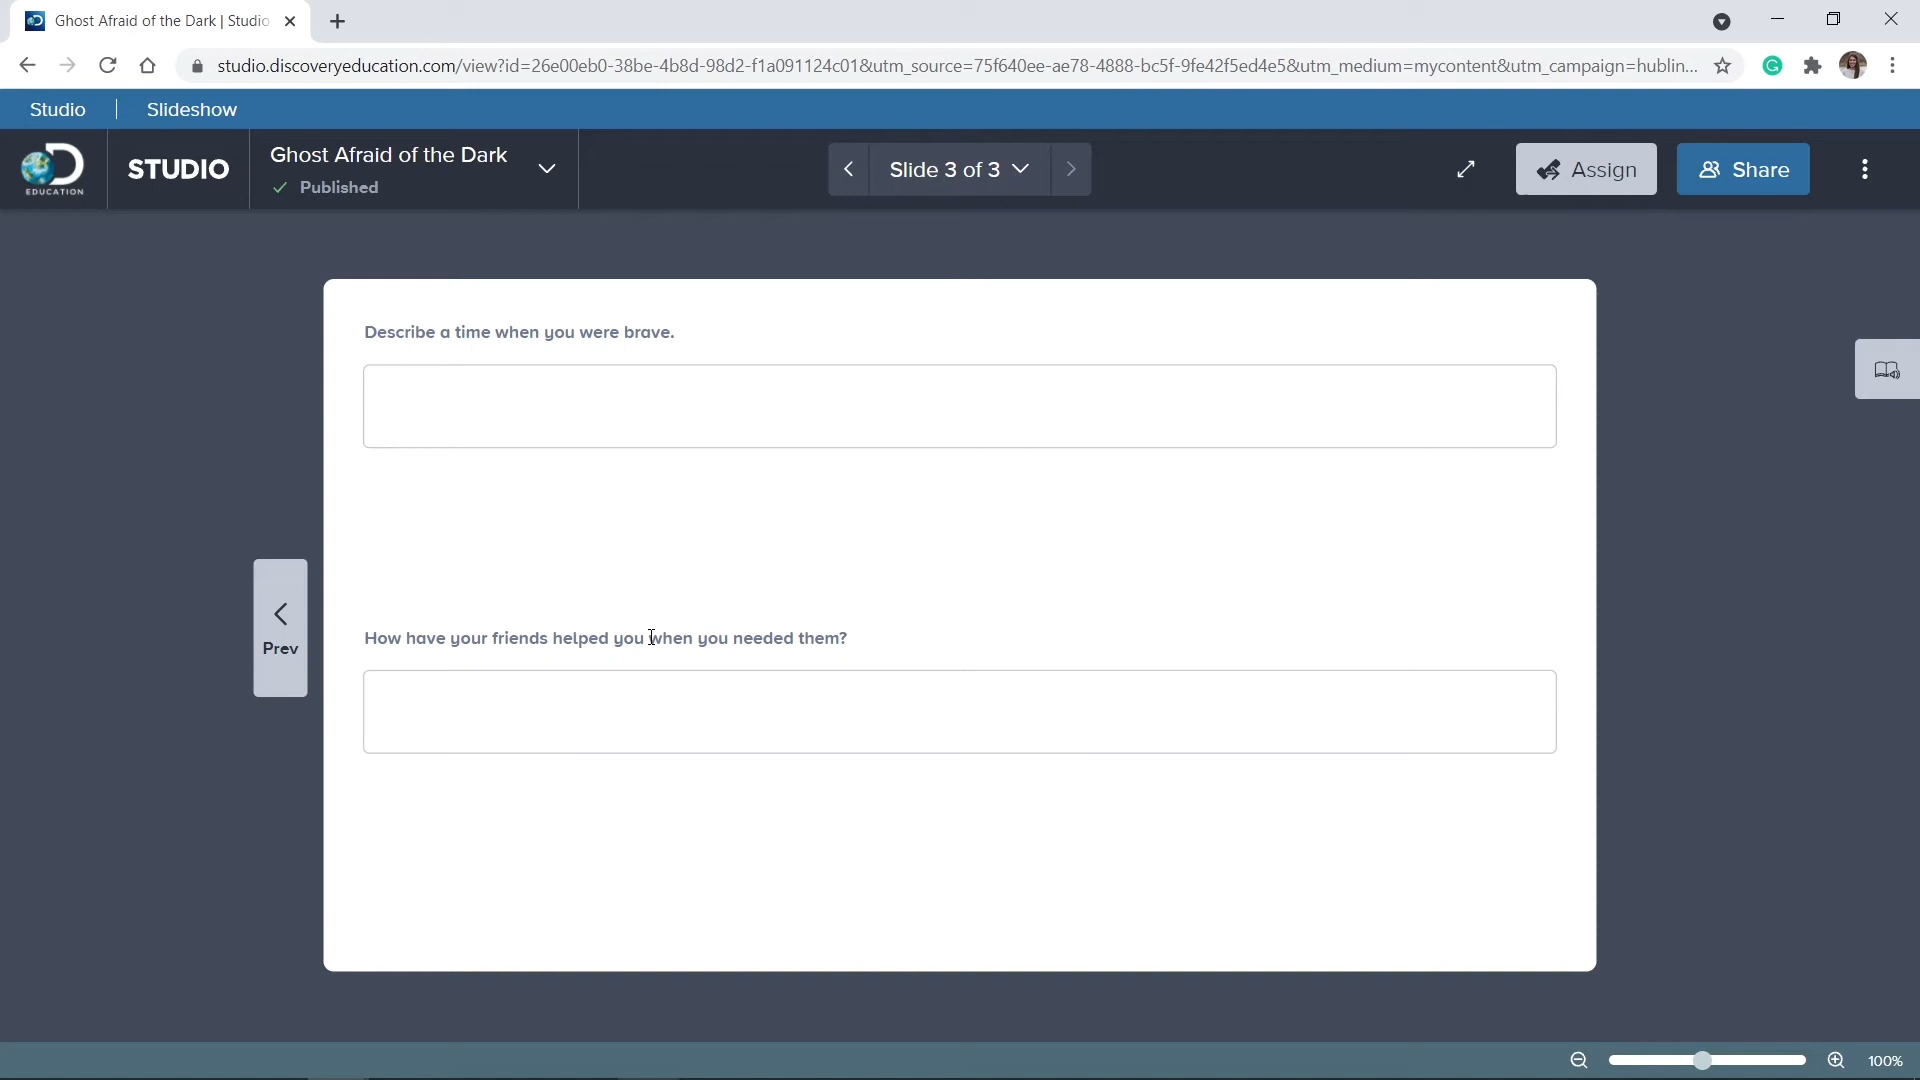 Ghost Afraid of the Dark | Studio
studio.discoveryeducation.com/view?id=26e00eb0-38be-4b8d-98d2-f1a091124c01&utm_source=75f640ee-ae78-4888-bc5f-9fe42f5ed4e5&utm_medium=mycontent&utm_campaign=hublin...
Studio | Slideshow
EDUCATION
STUDIO
Ghost Afraid of the Dark
Published
Slide 3 of 3
Assign
Share
Describe a time when you were brave.
How have your friends helped you when you needed them?
Prev
100%